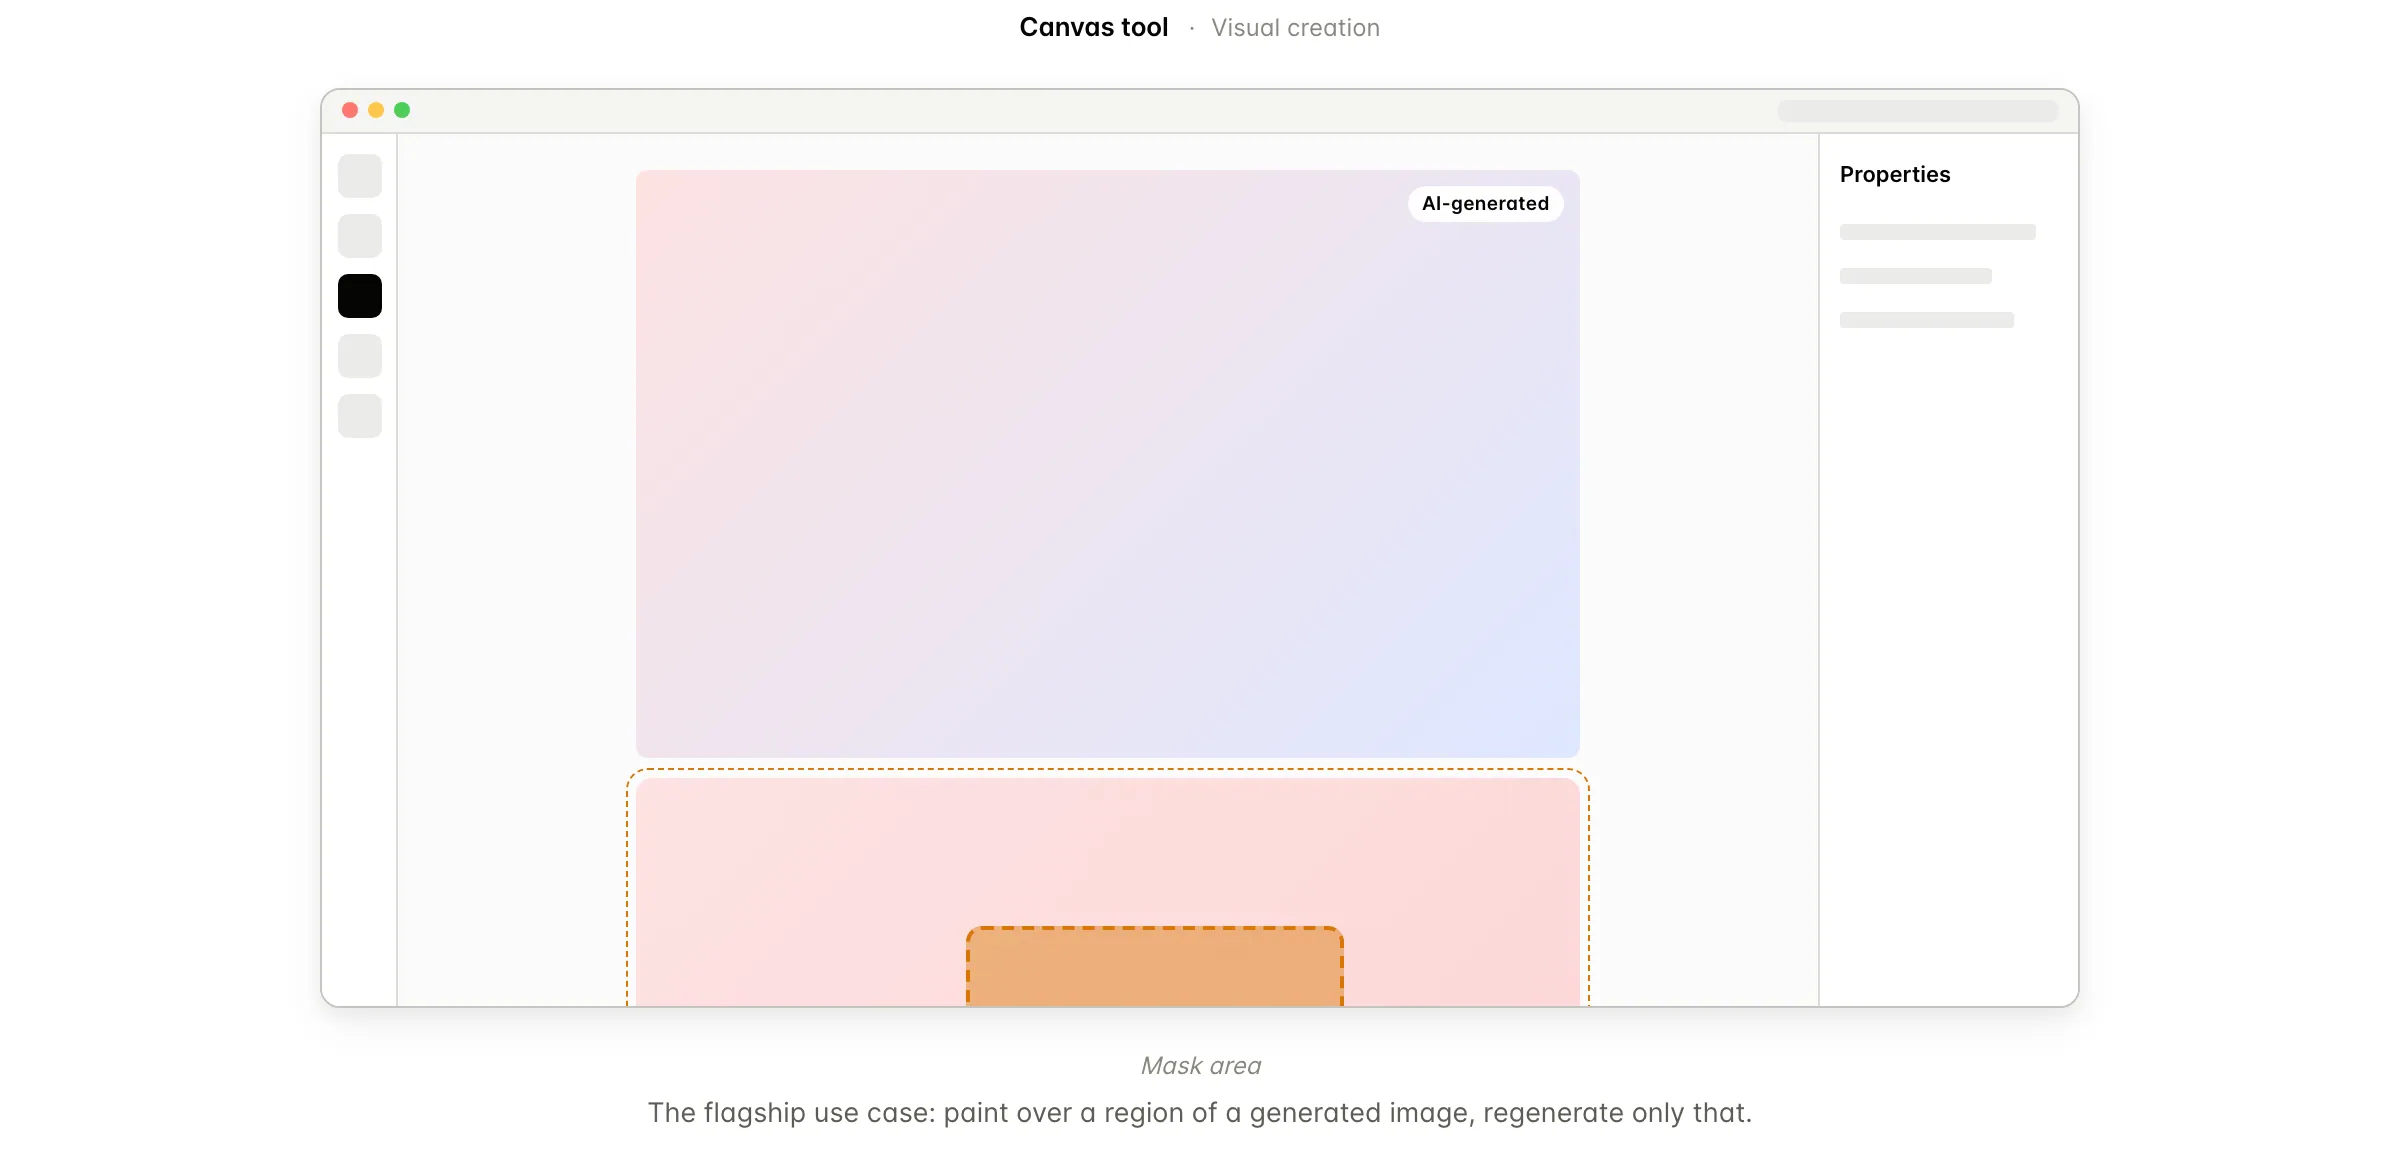 Canvas tool · Visual creation
AI-generated
Properties
Mask area
The flagship use case: paint over a region of a generated image, regenerate only that.